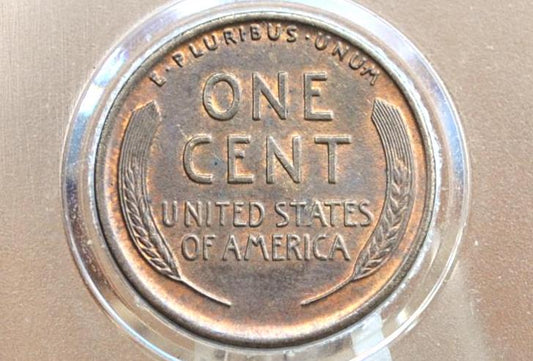 E·PLURIBUS·UNUM
ONE
CENT
UNITED STATES
OF AMERICA